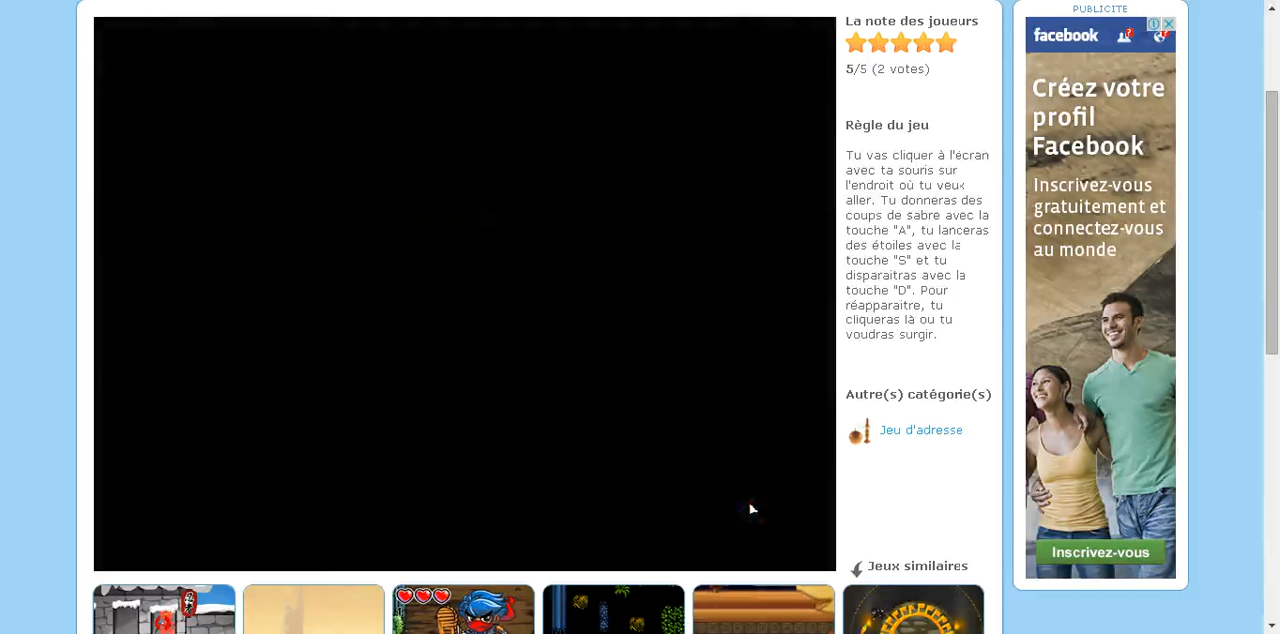 La note des joueurs
5/5 (2 votes)
Règle du jeu
Tu vas cliquer à l'écran
avec ta souris sur
l'endroit où tu veux
aller. Tu donneras des
coups de sabre avec la
touche "A", tu lanceras
des étoiles avec la
touche "S" et tu
disparaitras avec la
touche "D". Pour
réapparaitre, tu
cliqueras là ou tu
voudras surgir.
Autre(s) catégorie(s)
Jeu d'adresse
Jeux similaires
PUBLICITE
facebook
Créez votre
profil
Facebook
Inscrivez-vous
gratuitement et
connectez-vous
au monde
Inscrivez-vous